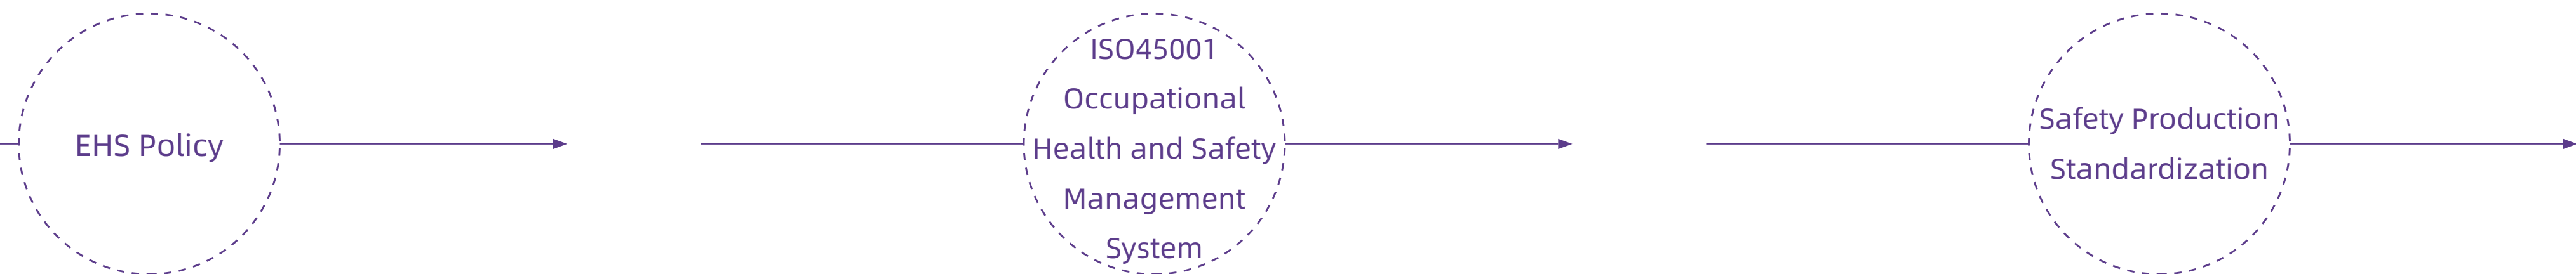 EHS Policy
ISO45001
Occupational
Health and Safety
Management
System
Safety Production
Standardization